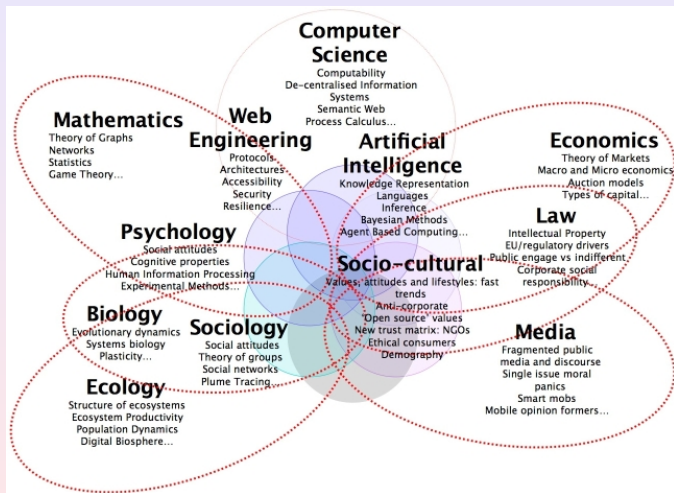 Computer
Science
Computability
De-centralised Information
Systems
Semantic Web
Process Calculus...
Mathematics
Theory of Graphs
Networks
Statistics
Game Theory...
Web
Engineering
Protocols
Architectures
Accessibility
Security
Resilience...
Artificial
Intelligence
Knowledge Representation
Languages
Inference
Bayesian Methods
Agent Based Computing...
Economics
Theory of Markets
Macro and Micro economics
Auction models
Types of capital...
Law
Intellectual Property
EU/regulatory drivers
Public engage vs indifferent
Corporate social
responsibility
Psychology
Social attitudes
Cognitive properties
Human Information Processing
Experimental Methods...
Socio-cultural
Values, attitudes and lifestyles: fast
trends
Anti-corporate
'Open source' values
New trust matrix: NGOs
Ethical consumers
Demography
Biology
Evolutionary dynamics
Systems biology
Plasticity...
Sociology
Social attitudes
Theory of groups
Social networks
Plume Tracing
Media
Fragmented public
media and discourse
Single issue moral
panics
Smart mobs
Mobile opinion formers...
Ecology
Structure of ecosystems
Ecosystem Productivity
Population Dynamics
Digital Biosphere...